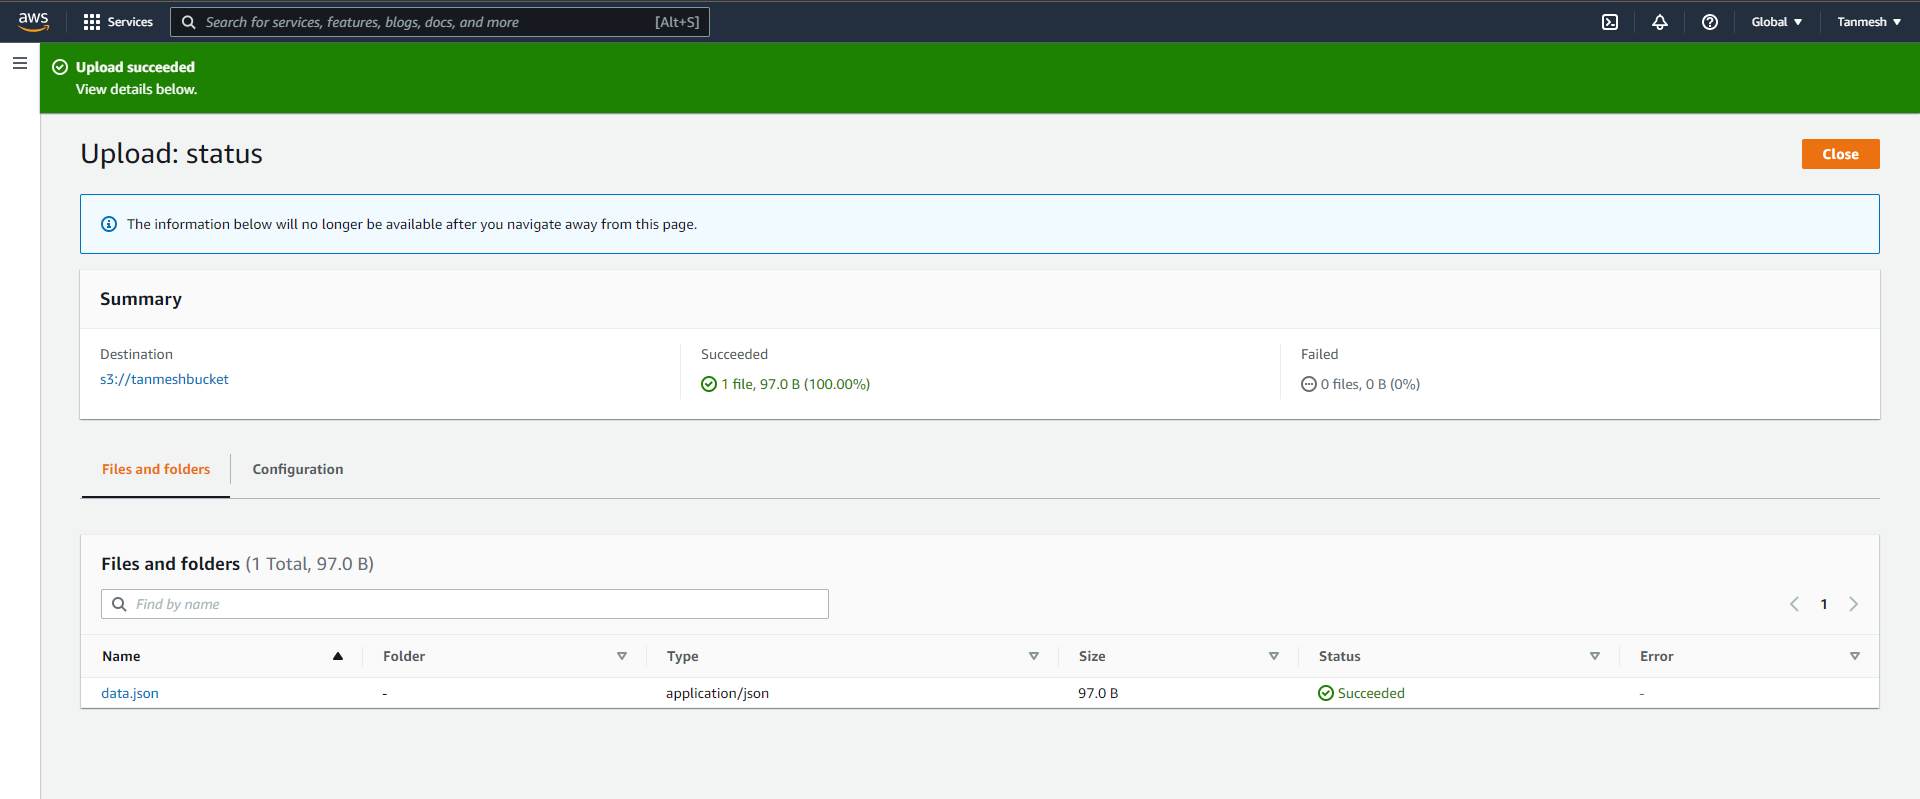 aws Services Search for services, features, blogs, docs, and more [Alt+S] Global Tanmesh
Upload succeeded
View details below.
Upload: status Close
The information below will no longer be available after you navigate away from this page.
Summary
Destination Succeeded Failed
s3://tanmeshbucket 1 file, 97.0 B (100.00%) 0 files, 0 B (0%)
Files and folders Configuration
Files and folders (1 Total, 97.0 B)
Find by name 1
Name Folder Type Size Status Error
data.json - application/json 97.0 B Succeeded -